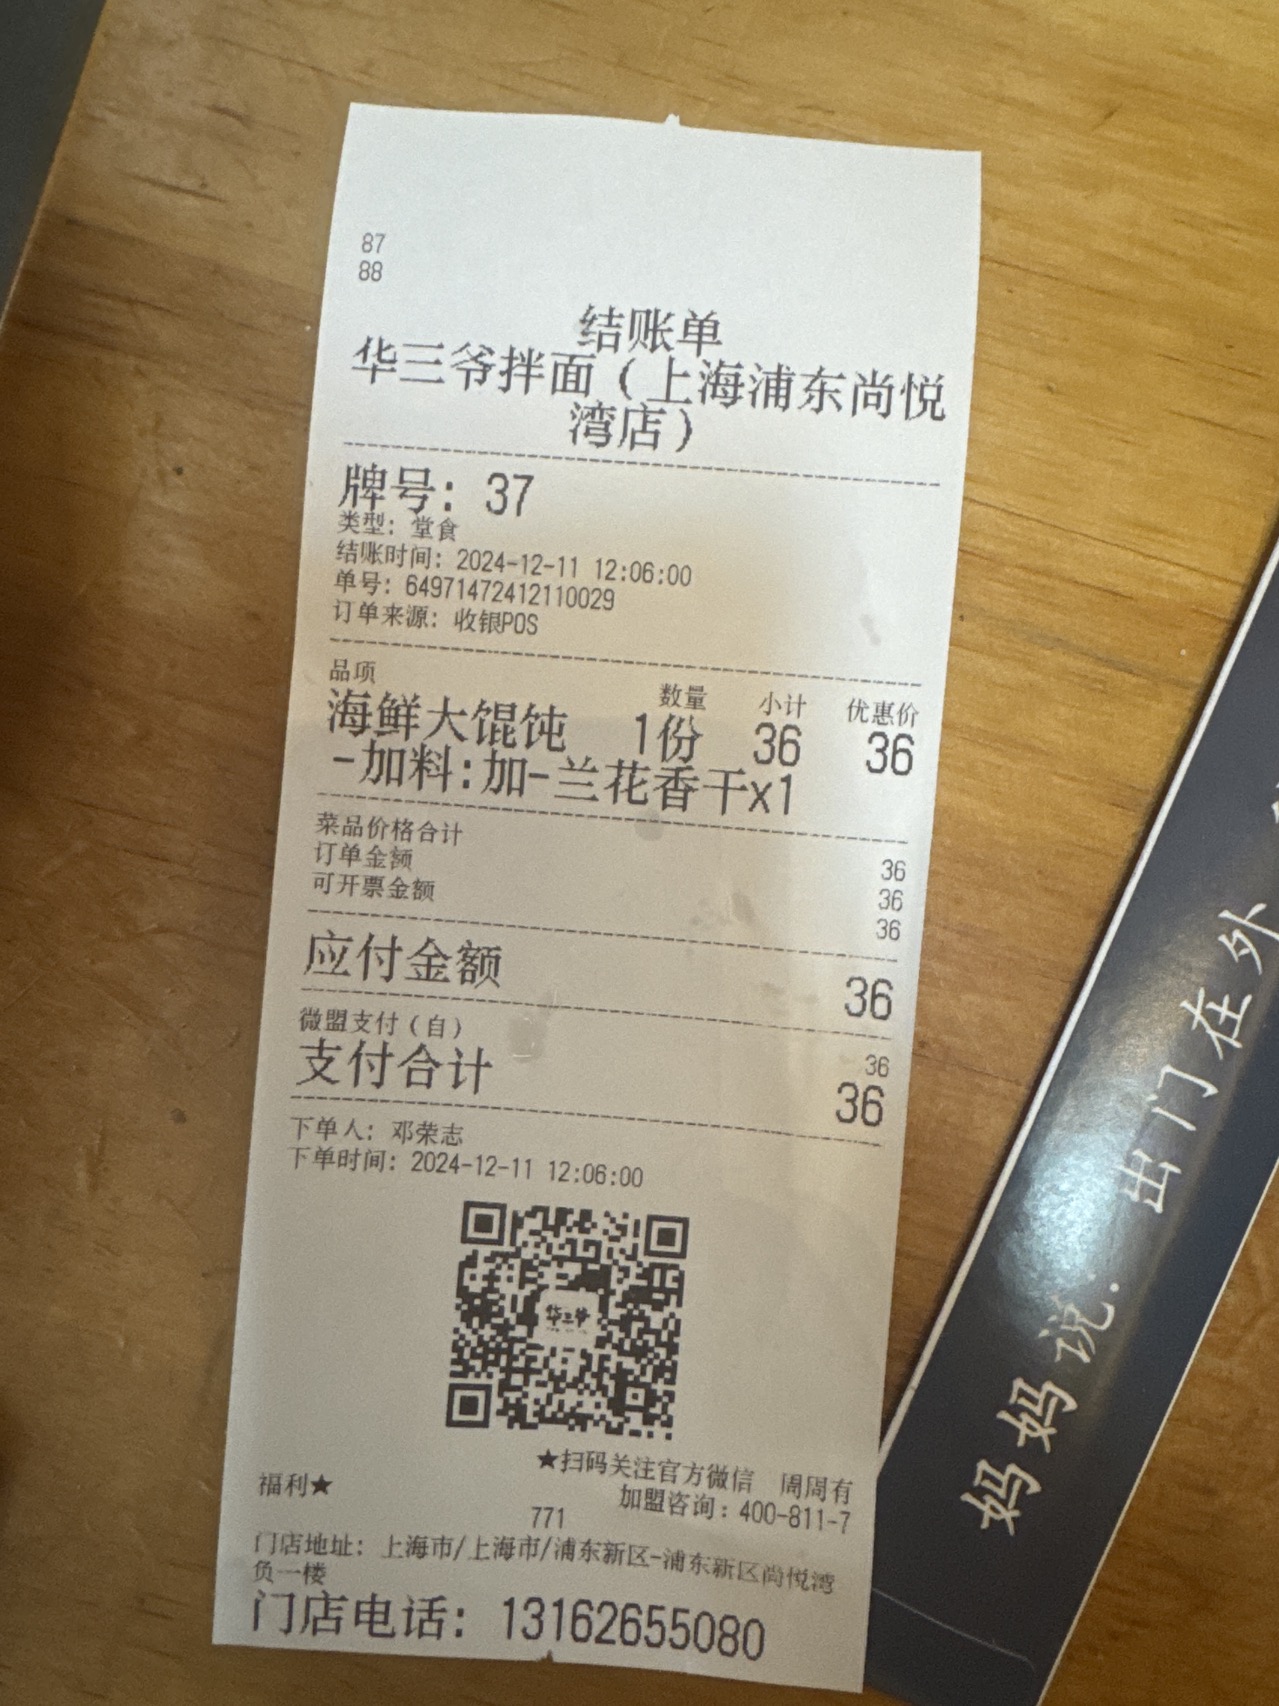 87
88
结账单
华三爷拌面（上海浦东尚悦
湾店）
牌号：37
类型：堂食
结账时间：2024-12-11 12:06:00
单号：64971472412110029
订单来源：收银POS
品项 数量 小计 优惠价
海鲜大馄饨 1份 36 36
-加料:加-兰花香干x1
菜品价格合计 36
订单金额 36
可开票金额 36
应付金额 36
微盟支付(自) 36
支付合计 36
下单人：邓荣志
下单时间：2024-12-11 12:06:00
华三爷
★扫码关注官方微信 周周有
福利★
加盟咨询：400-811-7
771
门店地址：上海市/上海市/浦东新区-浦东新区尚悦湾
负一楼
门店电话：13162655080
妈妈说.出门在外